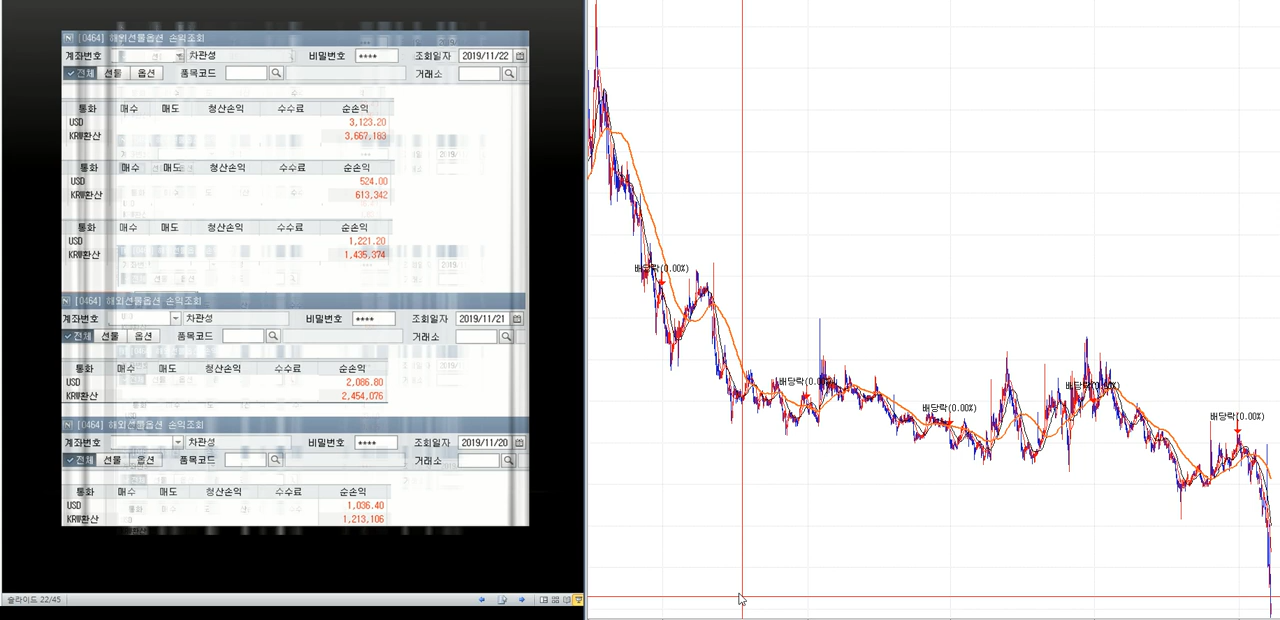 [0464] 해외선물옵션 손익조회
계좌번호 차관성 비밀번호 **** 조회일자 2019/11/22
전체 선물 옵션 품목코드 거래소
통화 매수 매도 청산손익 수수료 순손익
USD 3,123.20
KRW환산 3,667,183
통화 매수 매도 청산손익 수수료 순손익
USD 524.00
KRW환산 613,342
통화 매수 매도 청산손익 수수료 순손익
USD 1,221.20
KRW환산 1,435,374
[0464] 해외선물옵션 손익조회
계좌번호 차관성 비밀번호 **** 조회일자 2019/11/21
전체 선물 옵션 품목코드 거래소
통화 매수 매도 청산손익 수수료 순손익
USD 2,086.80
KRW환산 2,454,076
[0464] 해외선물옵션 손익조회
계좌번호 차관성 비밀번호 **** 조회일자 2019/11/20
전체 선물 옵션 품목코드 거래소
통화 매수 매도 청산손익 수수료 순손익
USD 1,036.40
KRW환산 1,213,106
슬라이드 22/45
배당락(0.00%)
배당락(0.00%)
배당락(0.00%)
배당락(0.00%)
배당락(0.00%)